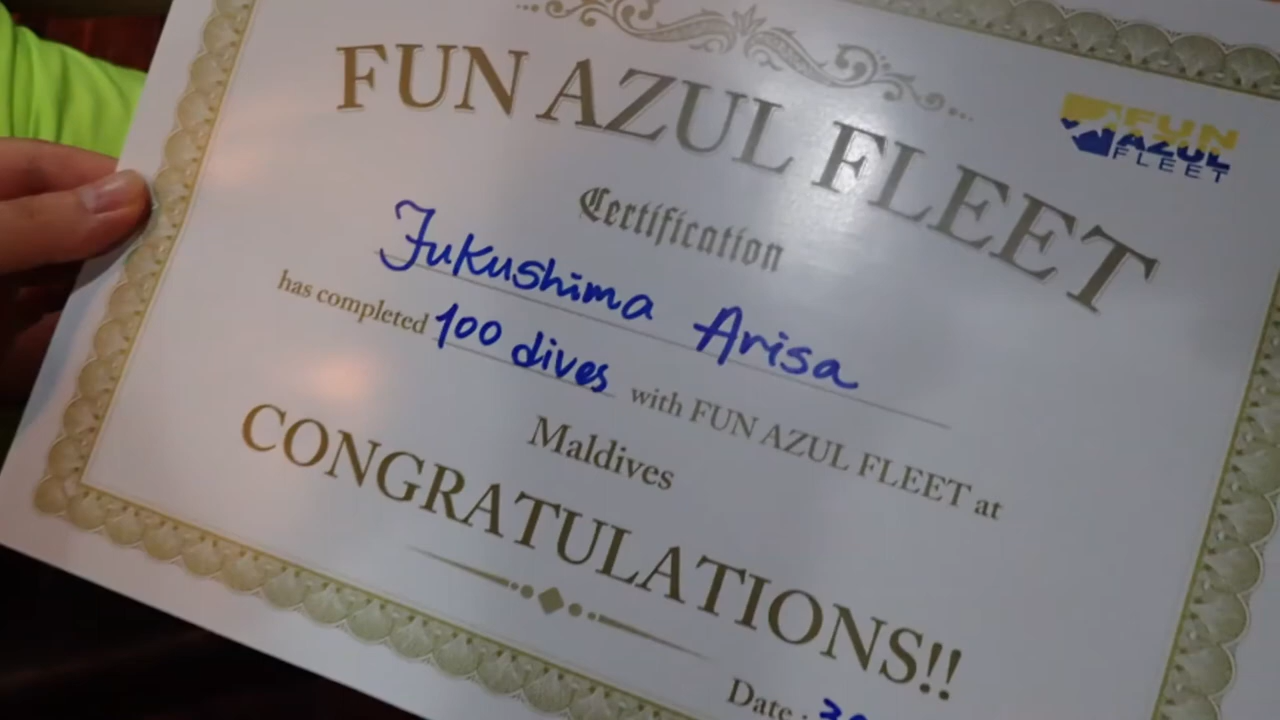 FUN AZUL FLEET
FUN
AZUL
FLEET
Certification
Fukushima Arisa
has completed 100 dives with FUN AZUL FLEET at
Maldives
CONGRATULATIONS!!
Date :